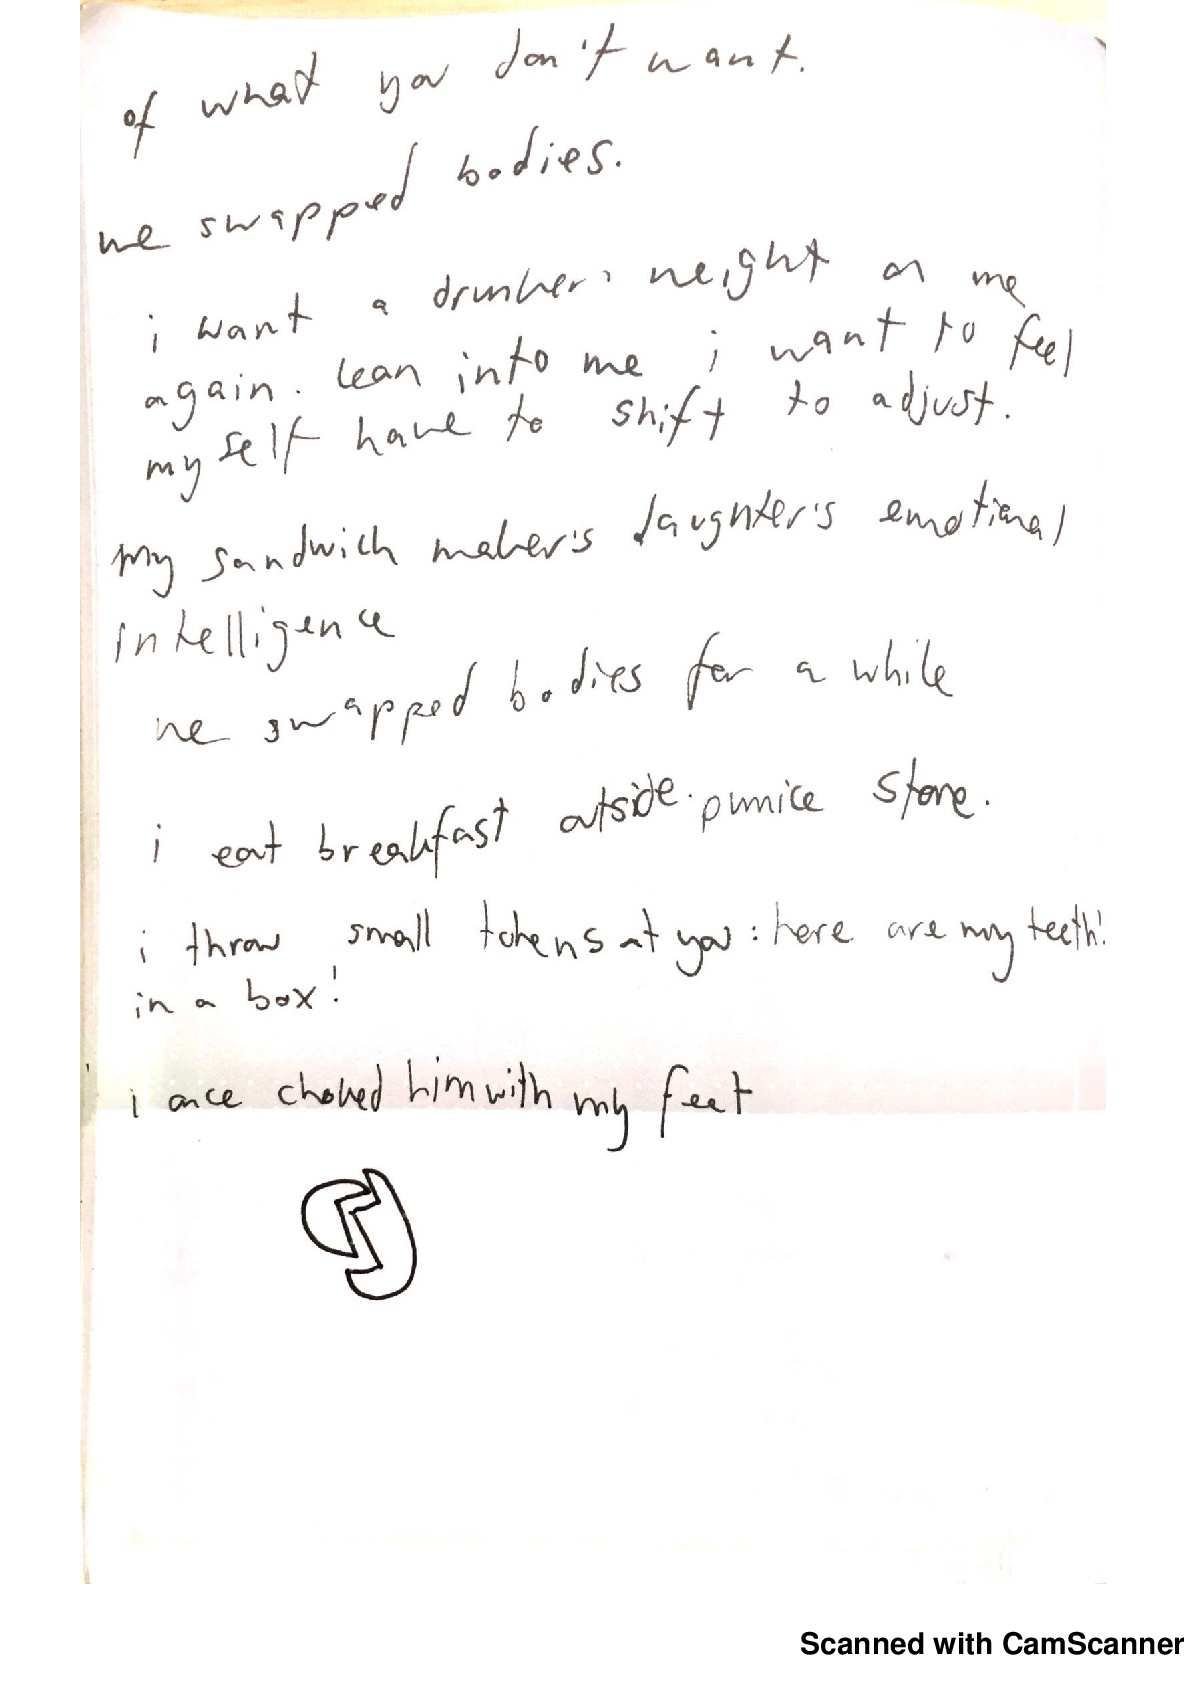 of what you don't want.
we swapped bodies.
i want a drunker, weight on me
again. lean into me i want to feel
myself have to shift to adjust.
My sandwich maker's daughter's emotional
intelligence
we swapped bodies for a while
i eat breakfast outside. pumice stone.
i throw small tokens at you: here are my teeth!
in a box!
i once choked him with my feet
Scanned with CamScanner